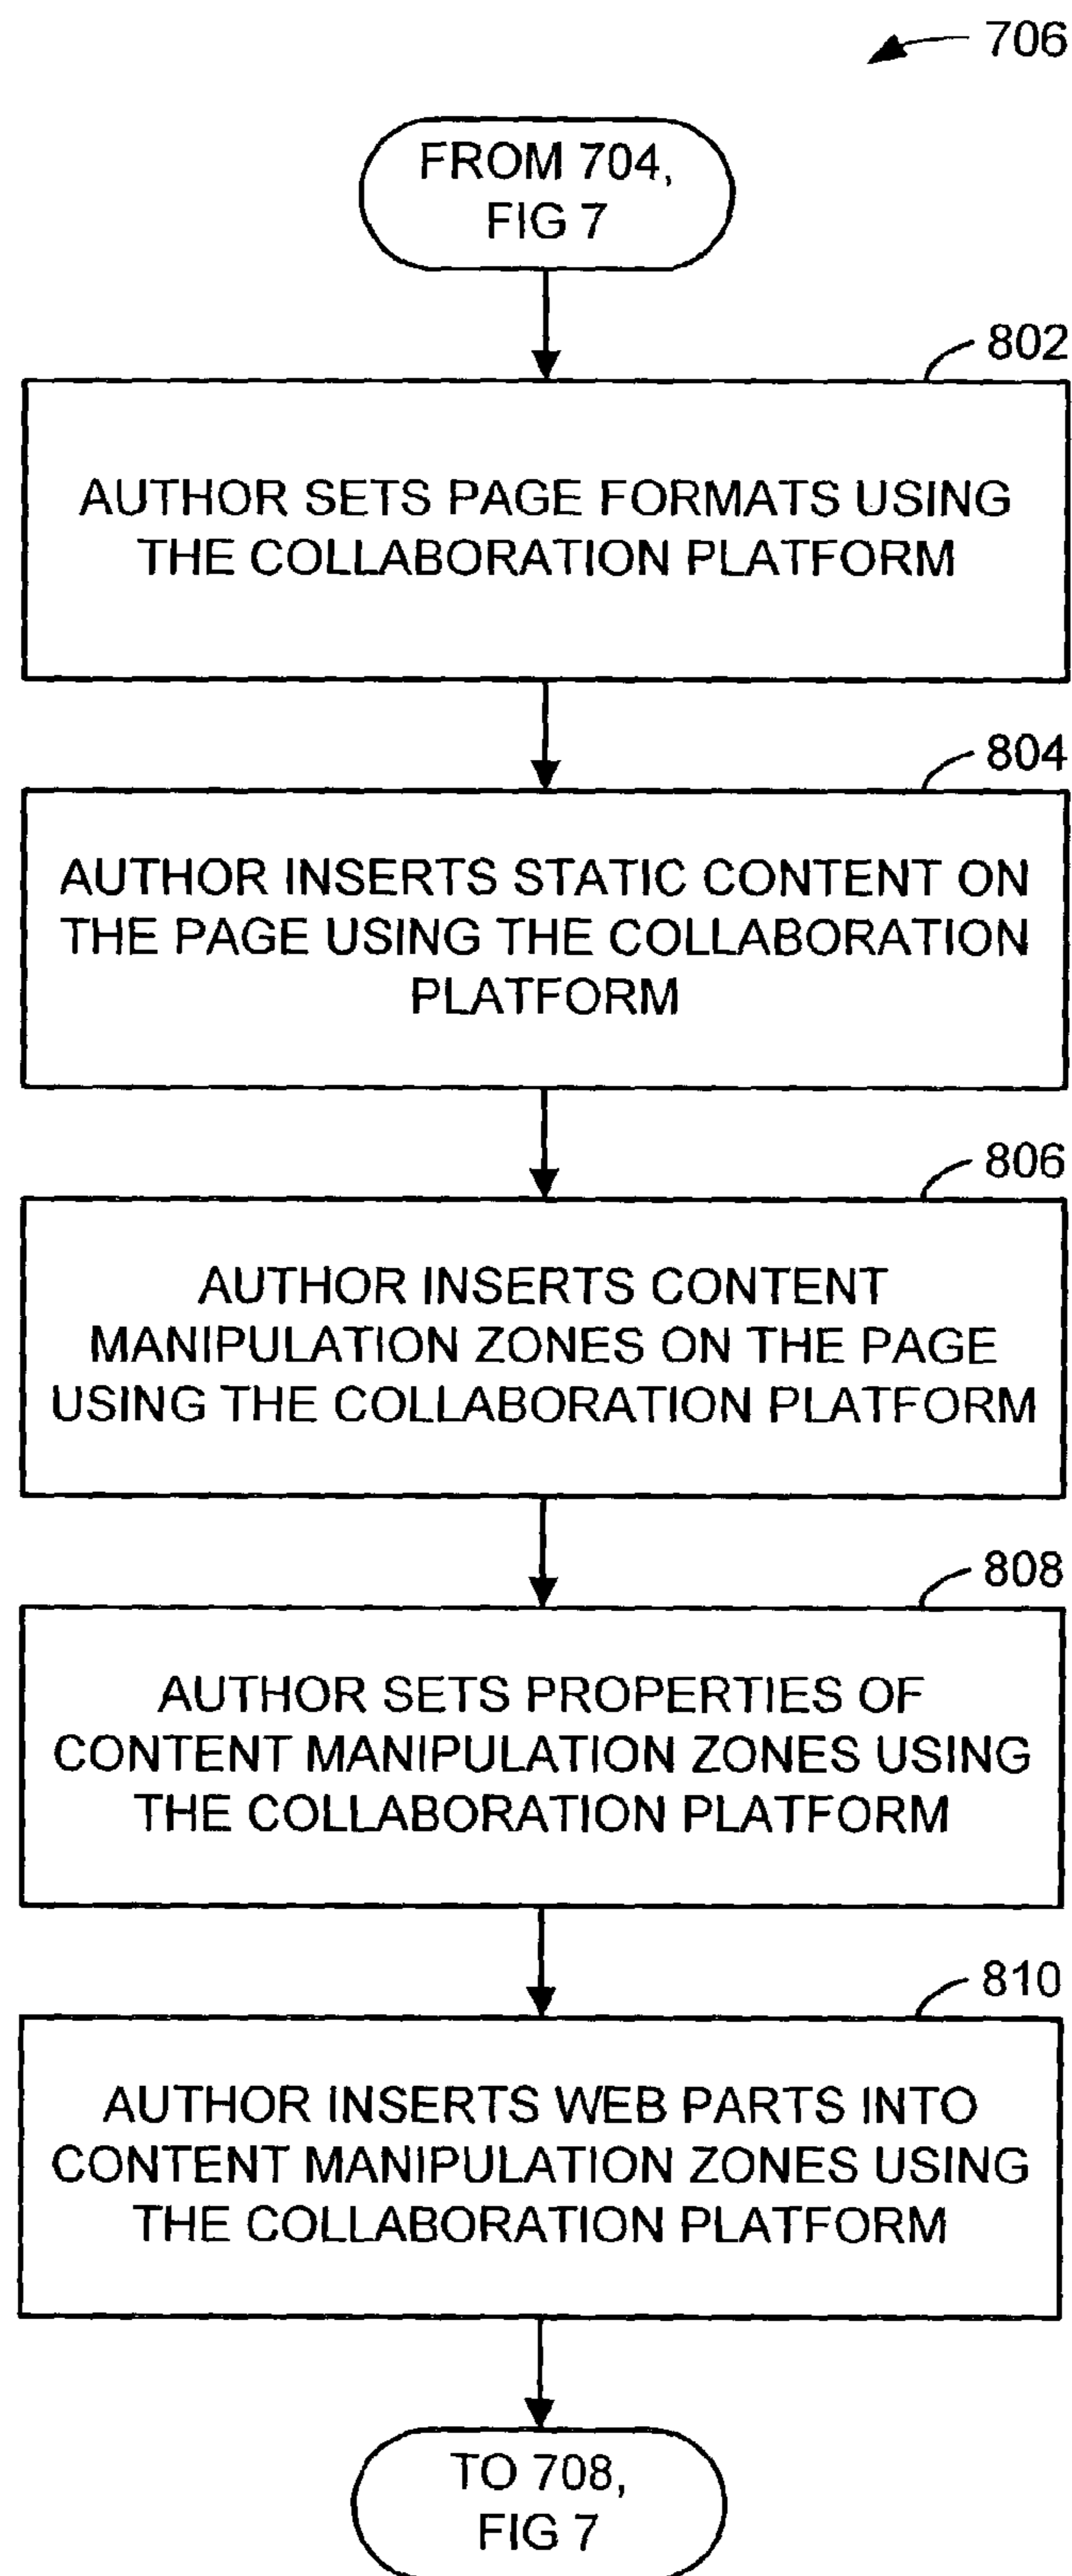 706
FROM 704,
FIG 7
802
AUTHOR SETS PAGE FORMATS USING
THE COLLABORATION PLATFORM
804
AUTHOR INSERTS STATIC CONTENT ON
THE PAGE USING THE COLLABORATION
PLATFORM
806
AUTHOR INSERTS CONTENT
MANIPULATION ZONES ON THE PAGE
USING THE COLLABORATION PLATFORM
808
AUTHOR SETS PROPERTIES OF
CONTENT MANIPULATION ZONES USING
THE COLLABORATION PLATFORM
810
AUTHOR INSERTS WEB PARTS INTO
CONTENT MANIPULATION ZONES USING
THE COLLABORATION PLATFORM
TO 708,
FIG 7